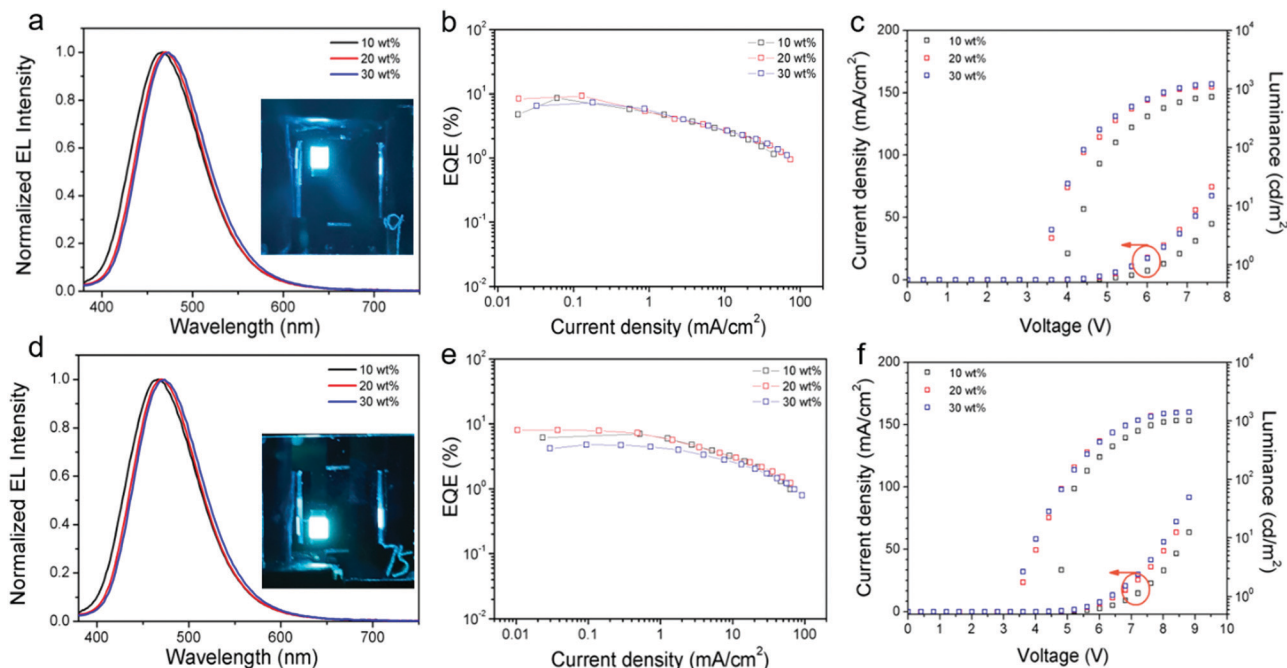 a
Normalized EL Intensity
1.0
0.8
0.6
0.4
0.2
0.0
400
500
600
700
Wavelength (nm)
10 wt%
20 wt%
30 wt%
b
EQE (%)
10²
10¹
10⁰
10⁻¹
10⁻²
0.01
0.1
1
10
100
Current density (mA/cm²)
10 wt%
20 wt%
30 wt%
c
Current density (mA/cm²)
200
150
100
50
0
0
1
2
3
4
5
6
7
8
Voltage (V)
10⁴
10³
10²
10¹
10⁰
Luminance (cd/m²)
10 wt%
20 wt%
30 wt%
d
Normalized EL Intensity
1.0
0.8
0.6
0.4
0.2
0.0
400
500
600
700
Wavelength (nm)
10 wt%
20 wt%
30 wt%
75
e
EQE (%)
10²
10¹
10⁰
10⁻¹
10⁻²
0.01
0.1
1
10
100
Current density (mA/cm²)
10 wt%
20 wt%
30 wt%
f
Current density (mA/cm²)
200
150
100
50
0
0
1
2
3
4
5
6
7
8
9
10
Voltage (V)
10⁴
10³
10²
10¹
10⁰
Luminance (cd/m²)
10 wt%
20 wt%
30 wt%